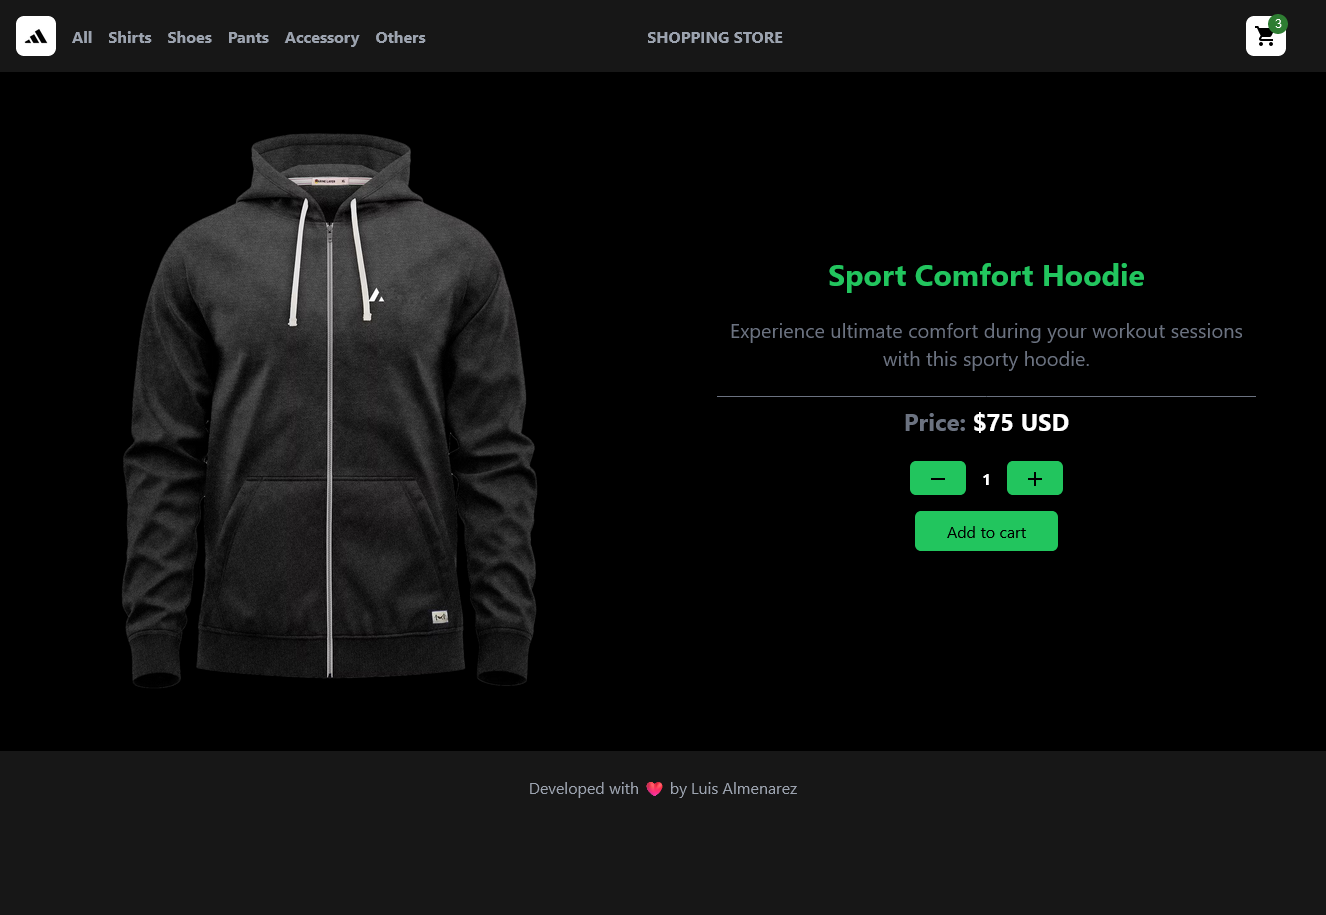 All Shirts Shoes Pants Accessory Others SHOPPING STORE 3
Sport Comfort Hoodie
Experience ultimate comfort during your workout sessions
with this sporty hoodie.
Price: $75 USD
1
Add to cart
Developed with ❤️ by Luis Almenarez